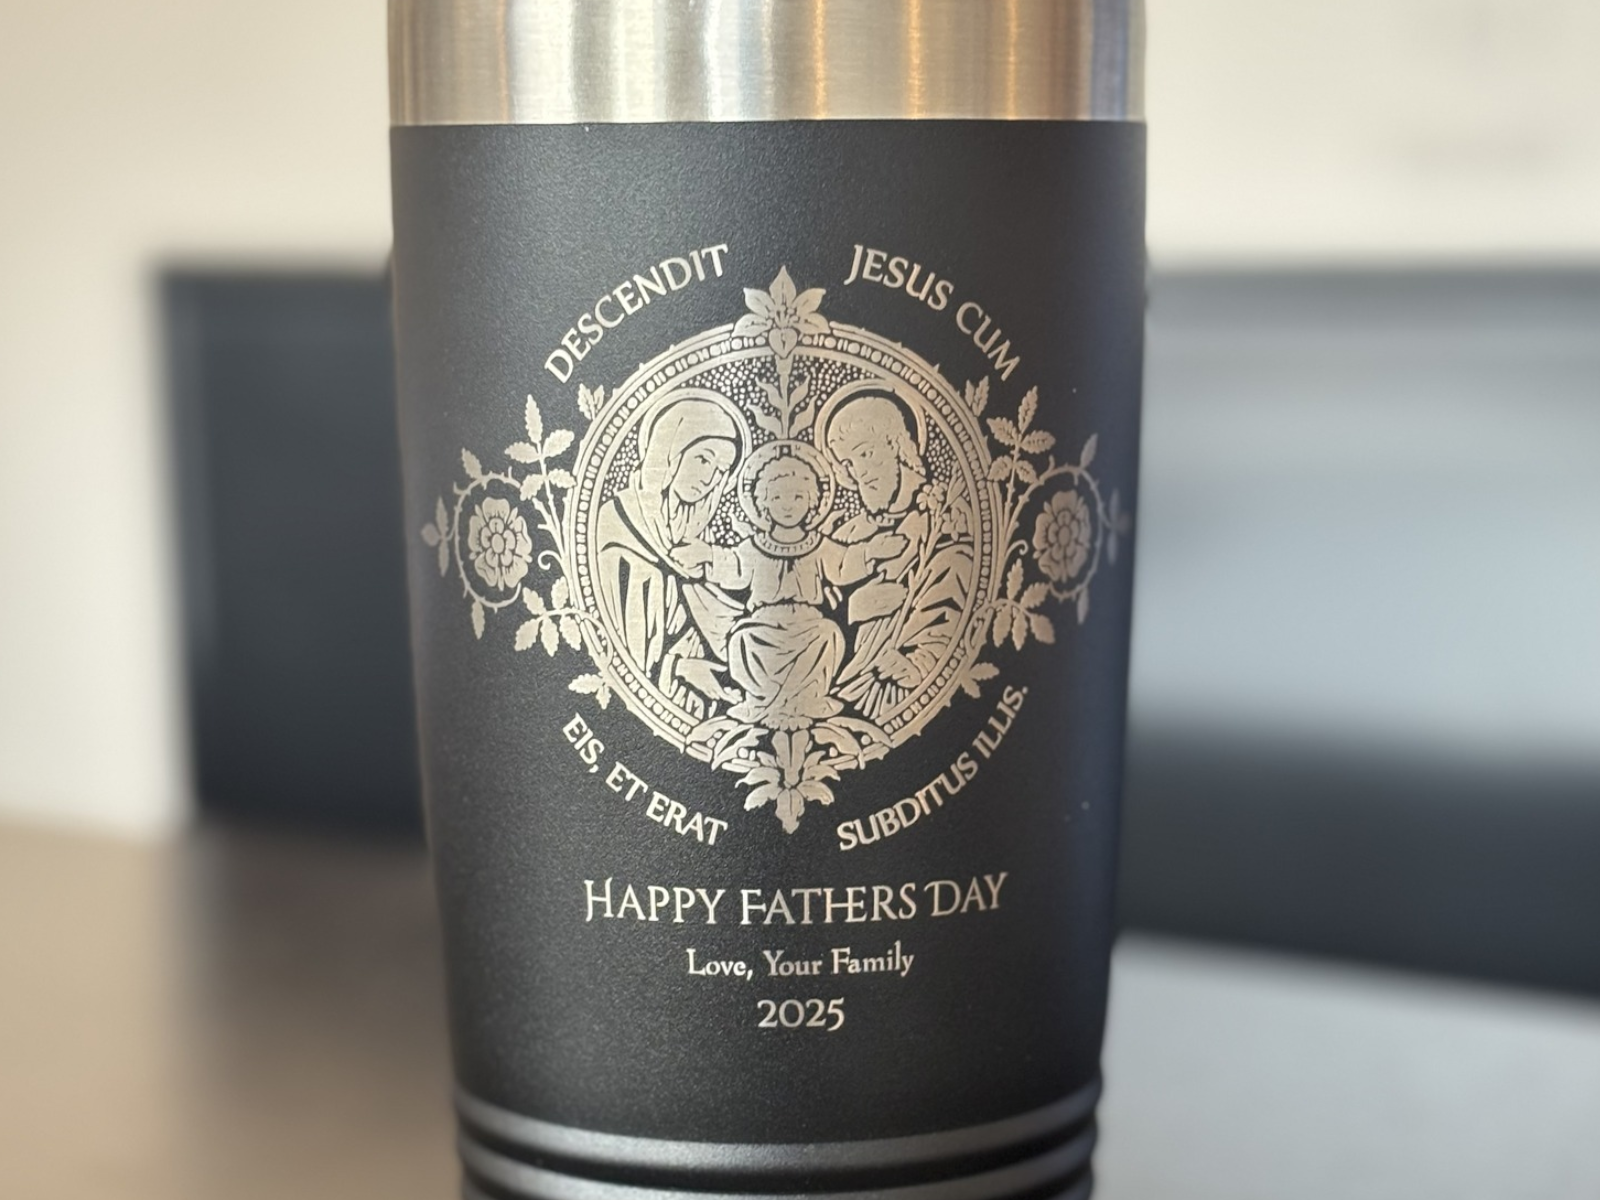 DESCENDIT JESUS CUM
EIS, ET ERAT SUBDITUS ILLIS.
HAPPY FATHERS DAY
Love, Your Family
2025